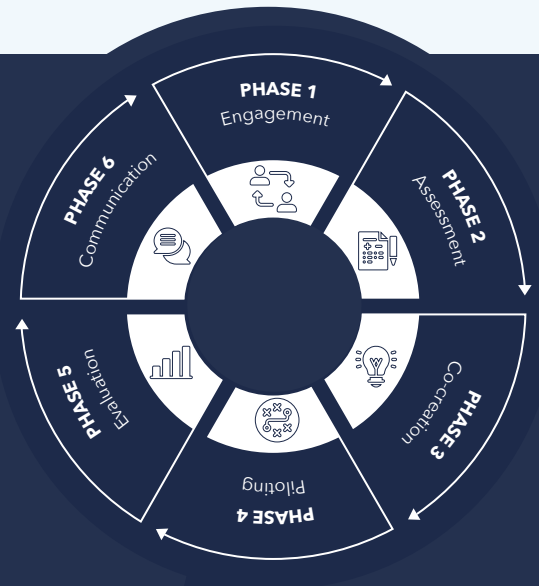 PHASE 1
Engagement
PHASE 2
Assessment
PHASE 3
Co-creation
PHASE 4
Piloting
PHASE 5
Evaluation
PHASE 6
Communication